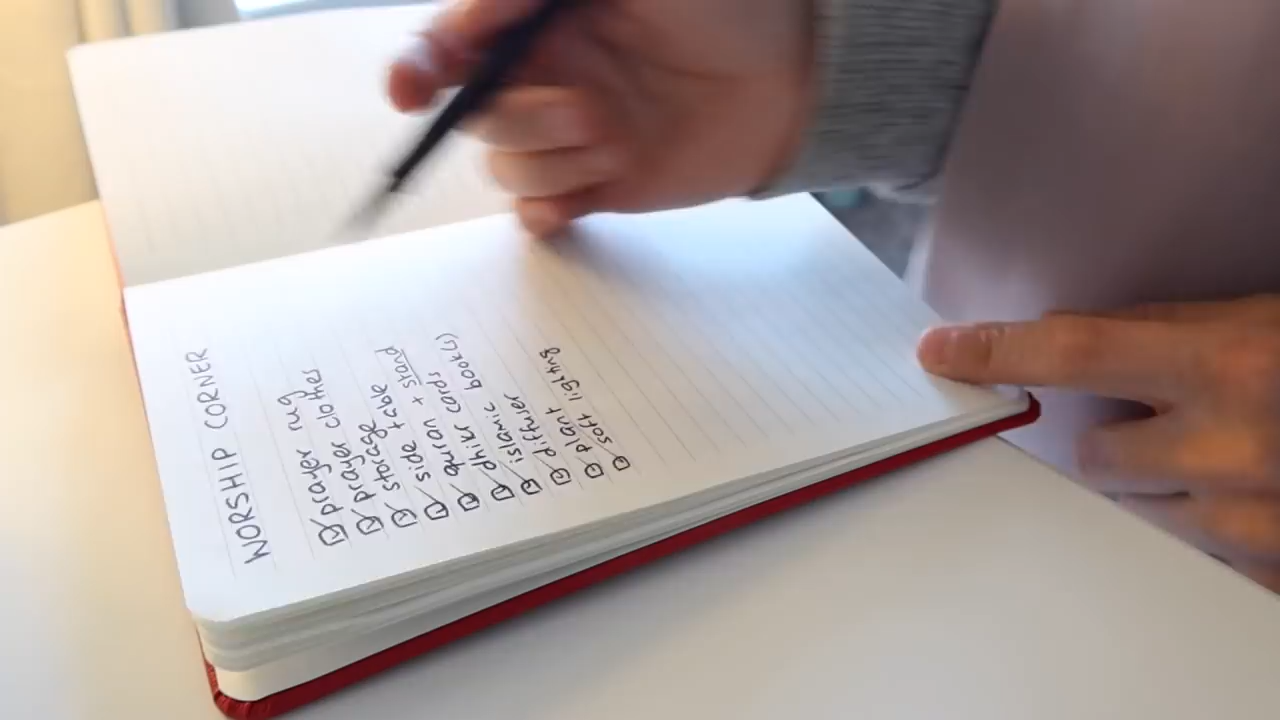 WORSHIP CORNER
☑ prayer rug
☑ prayer clothes
☑ storage
☑ side table
☑ quran + stand
☑ dhikr cards
☑ islamic book(s)
☑ diffuser
☑ plant
☑ soft lighting